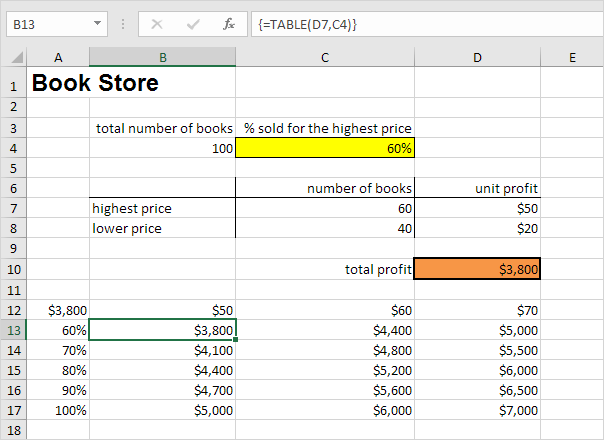 B13 fx {=TABLE(D7,C4)}
A B C D E
1 Book Store
2
3 total number of books % sold for the highest price
4 100 60%
5
6 number of books unit profit
7 highest price 60 $50
8 lower price 40 $20
9
10 total profit $3,800
11
12 $3,800 $50 $60 $70
13 60% $3,800 $4,400 $5,000
14 70% $4,100 $4,800 $5,500
15 80% $4,400 $5,200 $6,000
16 90% $4,700 $5,600 $6,500
17 100% $5,000 $6,000 $7,000
18